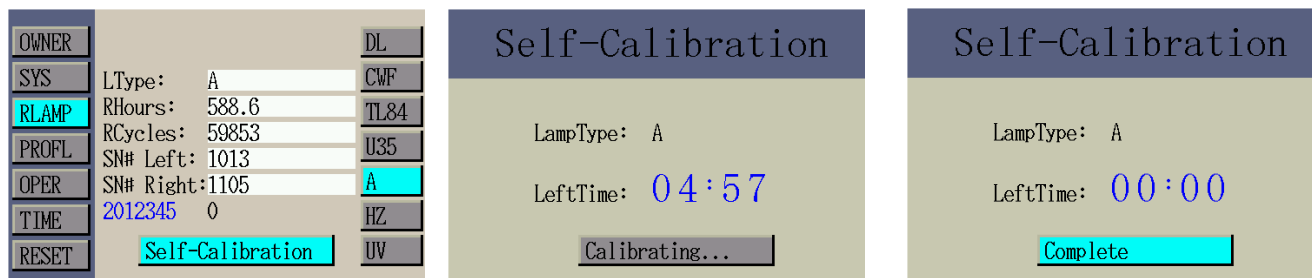 OWNER
SYS
RLAMP
PROFL
OPER
TIME
RESET
LType: A
RHours: 588.6
RCycles: 59853
SN# Left: 1013
SN# Right: 1105
2012345 0
Self-Calibration
DL
CWF
TL84
U35
A
HZ
UV
Self-Calibration
LampType: A
LeftTime: 04:57
Calibrating...
Self-Calibration
LampType: A
LeftTime: 00:00
Complete